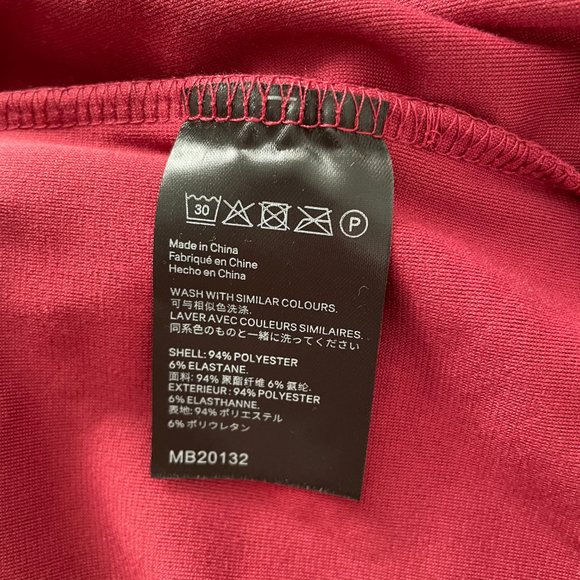 30 P
Made in China
Fabriqué en Chine
Hecho en China
WASH WITH SIMILAR COLOURS.
可与相似色洗涤.
LAVER AVEC COULEURS SIMILAIRES.
同系色のものと一緒に洗ってください
SHELL: 94% POLYESTER
6% ELASTANE.
面料: 94% 聚酯纤维 6% 氨纶.
EXTERIEUR: 94% POLYESTER
6% ELASTHANNE.
表地: 94% ポリエステル
6% ポリウレタン
MB20132